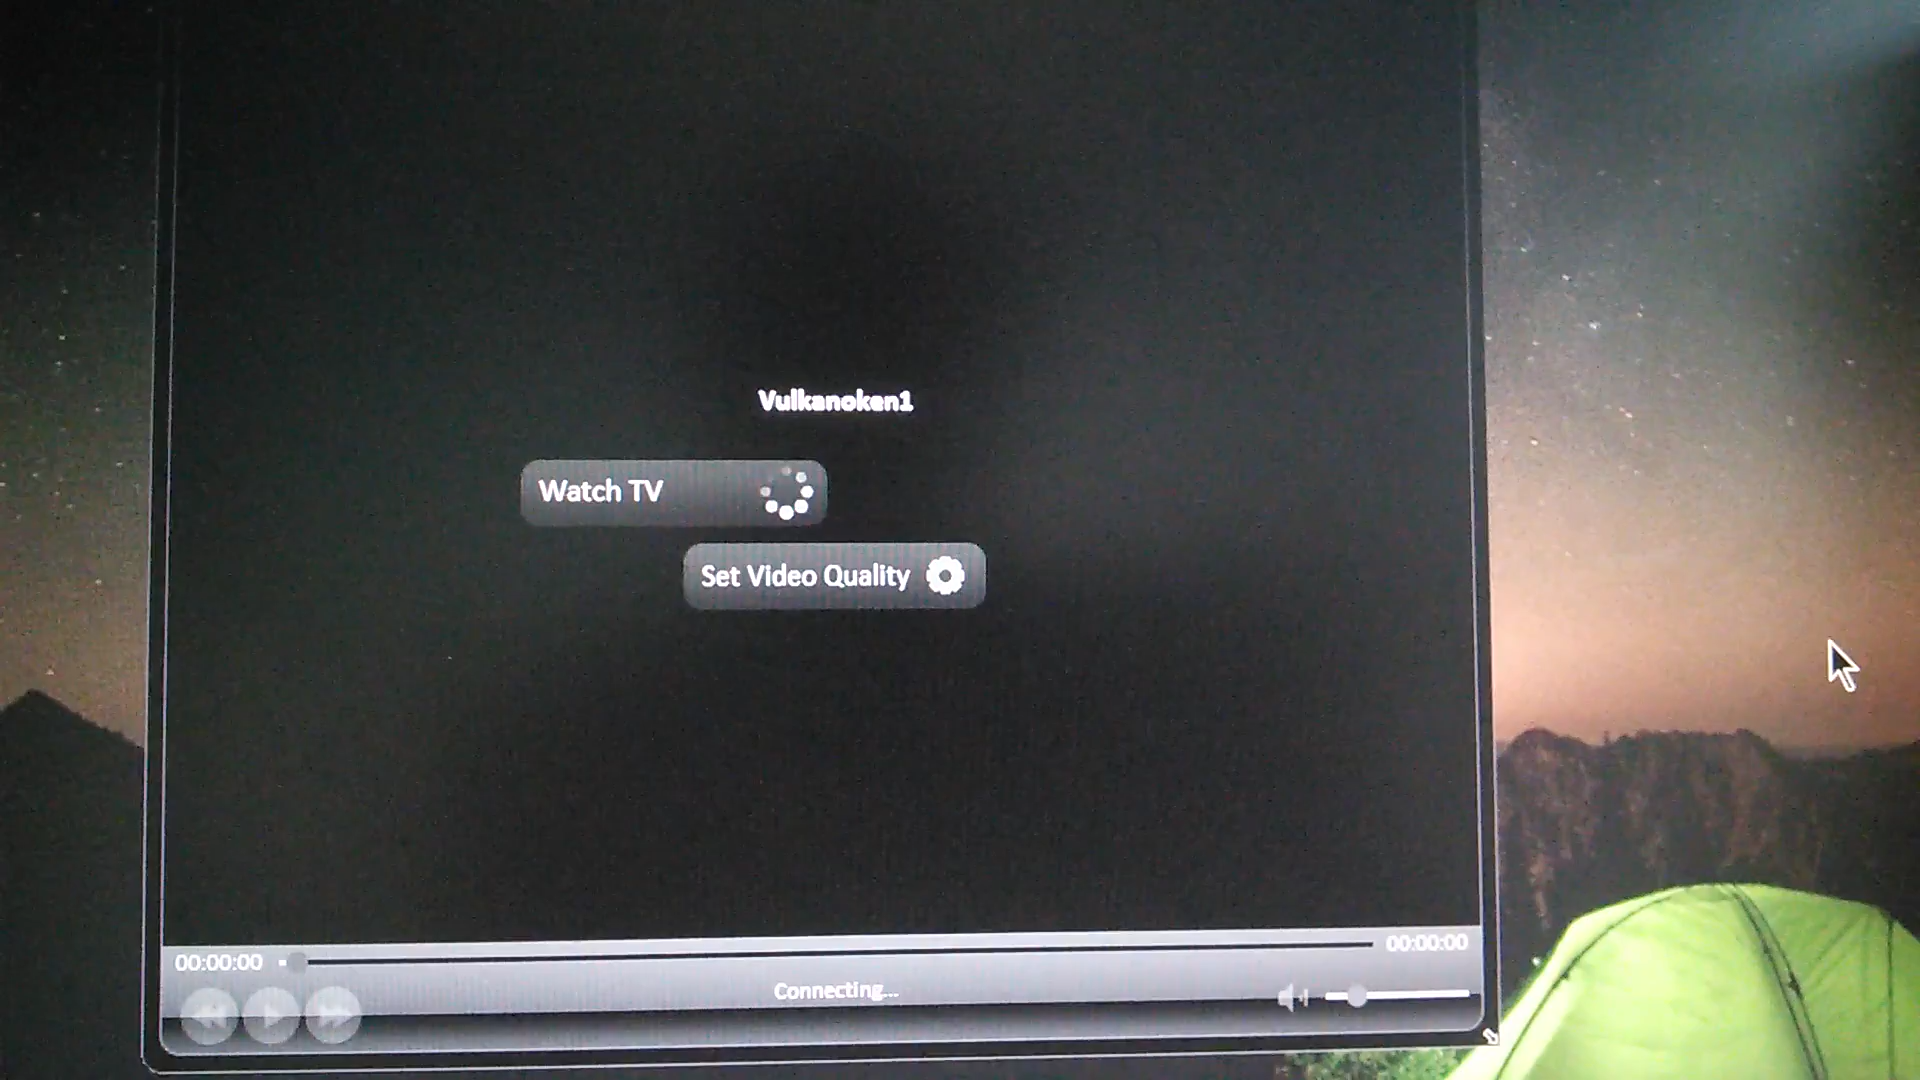 Vulkanoken1
Watch TV
Set Video Quality
00:00:00
00:00:00
Connecting...